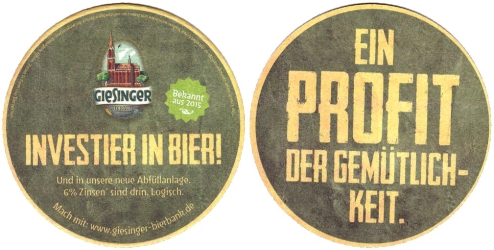 GIESINGER
Bekannt
aus 2015
INVESTIER IN BIER!
Und in unsere neue Abfüllanlage.
6% Zinsen* sind drin. Logisch.
Mach mit: www.giesinger-bierbank.de
EIN
PROFIT
DER GEMÜTLICH-
KEIT.